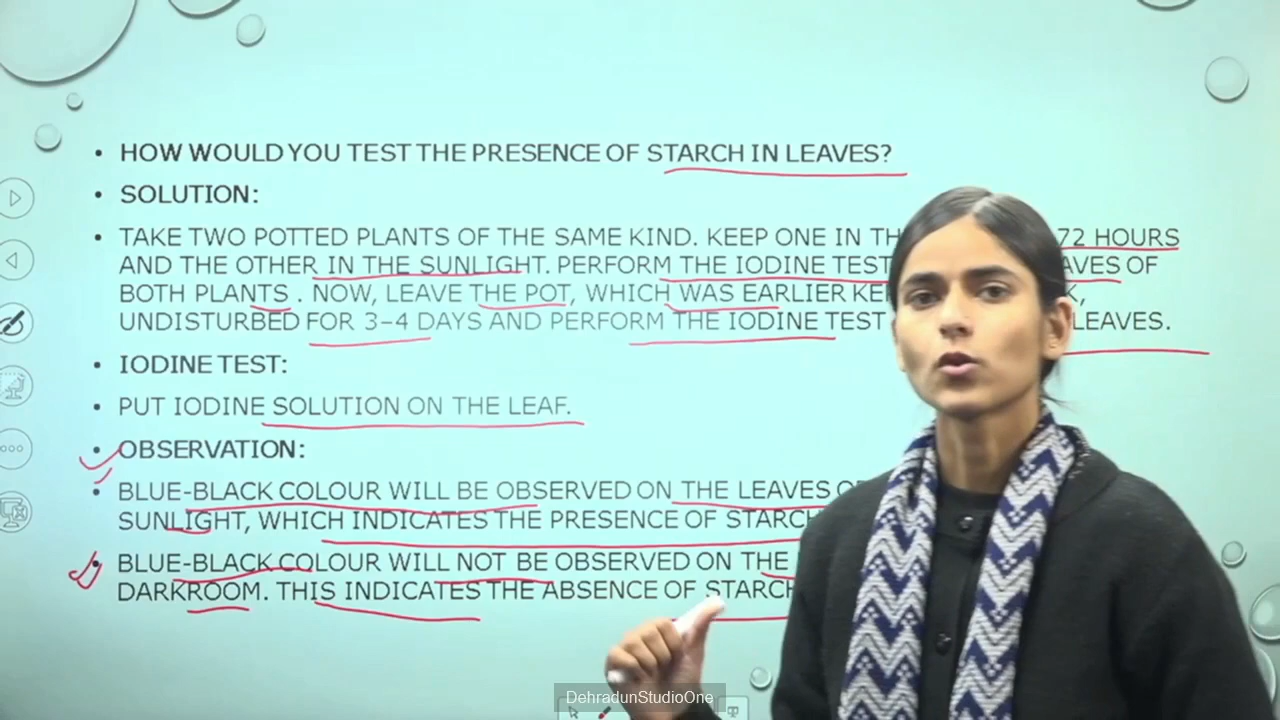 • HOW WOULD YOU TEST THE PRESENCE OF STARCH IN LEAVES?
• SOLUTION:
• TAKE TWO POTTED PLANTS OF THE SAME KIND. KEEP ONE IN 72 HOURS
AND THE OTHER IN THE SUNLIGHT. PERFORM THE IODINE TEST OF
BOTH PLANTS . NOW, LEAVE THE POT, WHICH WAS EARLIER
UNDISTURBED FOR 3–4 DAYS AND PERFORM THE IODINE TEST LEAVES.
• IODINE TEST:
• PUT IODINE SOLUTION ON THE LEAF.
• OBSERVATION:
• BLUE-BLACK COLOUR WILL BE OBSERVED ON THE LEAVES
SUNLIGHT, WHICH INDICATES THE PRESENCE OF STARCH
• BLUE-BLACK COLOUR WILL NOT BE OBSERVED ON THE
DARKROOM. THIS INDICATES THE ABSENCE OF STARCH
DehradunStudioOne